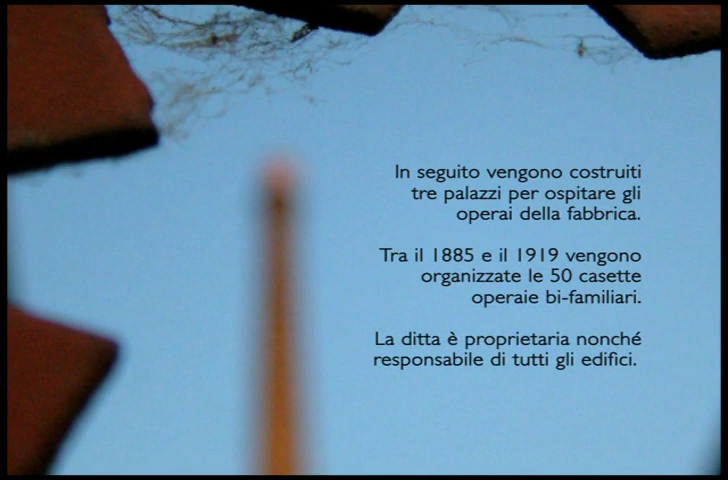 In seguito vengono costruiti
tre palazzi per ospitare gli
operai della fabbrica.
Tra il 1885 e il 1919 vengono
organizzate le 50 casette
operaie bi-familiari.
La ditta è proprietaria nonché
responsabile di tutti gli edifici.